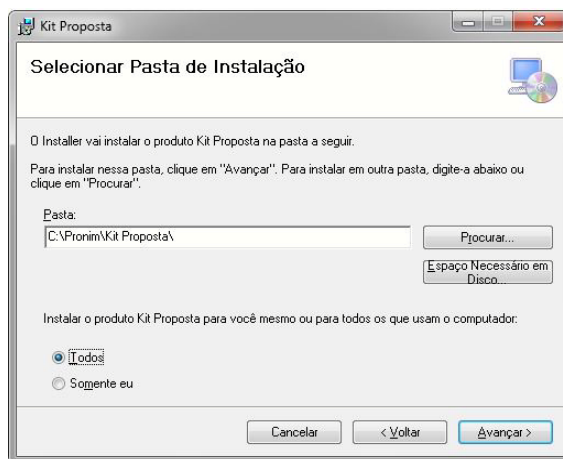 Kit Proposta
Selecionar Pasta de Instalação
O Installer vai instalar o produto Kit Proposta na pasta a seguir.
Para instalar nessa pasta, clique em "Avançar". Para instalar em outra pasta, digite-a abaixo ou
clique em "Procurar".
Pasta:
C:\Pronim\Kit Proposta\
Procurar...
Espaço Necessário em
Disco...
Instalar o produto Kit Proposta para você mesmo ou para todos os que usam o computador:
Todos
Somente eu
Cancelar
< Voltar
Avançar >